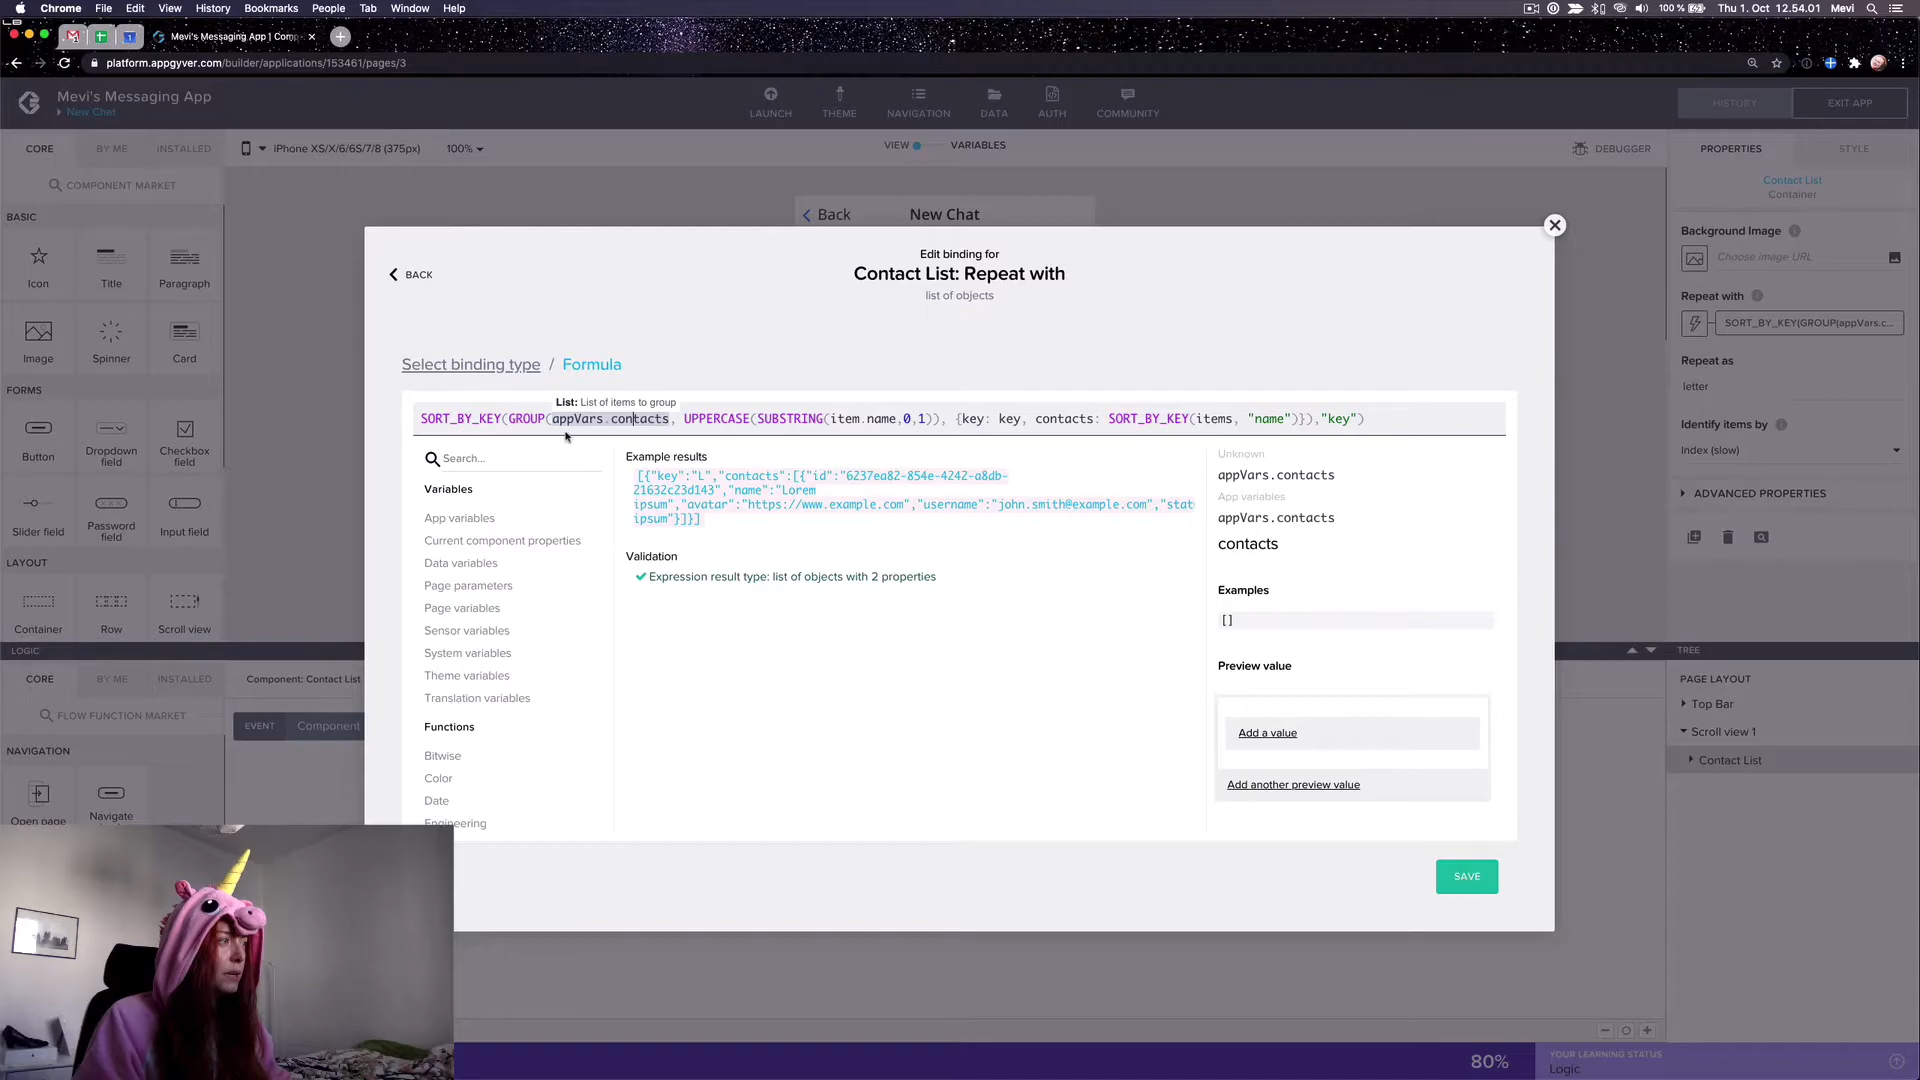 Chrome File Edit View History Bookmarks People Tab Window Help
100 % Thu 1. Oct 12.54.01 Mevi
Mevi's Messaging App | Comp
platform.appgyver.com/builder/applications/153461/pages/3
Mevi's Messaging App
New Chat
LAUNCH THEME NAVIGATION DATA AUTH COMMUNITY
HISTORY EXIT APP
CORE BY ME INSTALLED
iPhone XS/X/6/6S/7/8 (375px) 100%
VIEW VARIABLES
DEBUGGER
PROPERTIES STYLE
COMPONENT MARKET
Contact List
Container
BASIC
Back New Chat
Background Image
Choose image URL
Icon Title Paragraph
Edit binding for
BACK
Contact List: Repeat with
list of objects
Repeat with
SORT_BY_KEY(GROUP(appVars.c...
Image Spinner Card
Repeat as
letter
Select binding type / Formula
FORMS
List: List of items to group
SORT_BY_KEY(GROUP(appVars.contacts, UPPERCASE(SUBSTRING(item.name,0,1)), {key: key, contacts: SORT_BY_KEY(items, "name")}),"key")
Identify items by
Index (slow)
Button Dropdown field Checkbox field
Search...
Example results
[{"key":"L","contacts":[{"id":"6237ea82-854e-4242-a8db-
21632c23d143","name":"Lorem
ipsum","avatar":"https://www.example.com","username":"john.smith@example.com","stat
ipsum"}]}]
Unknown
appVars.contacts
App variables
appVars.contacts
contacts
ADVANCED PROPERTIES
Variables
App variables
Current component properties
Data variables
Page parameters
Page variables
Sensor variables
System variables
Theme variables
Translation variables
Functions
Bitwise
Color
Date
Engineering
Validation
Expression result type: list of objects with 2 properties
Examples
[]
Preview value
Add a value
Add another preview value
SAVE
Slider field Password field Input field
LAYOUT
Container Row Scroll view
LOGIC
TREE
CORE BY ME INSTALLED
Component: Contact List
PAGE LAYOUT
Top Bar
Scroll view 1
Contact List
FLOW FUNCTION MARKET
EVENT Component
NAVIGATION
Open page Navigate
80%
YOUR LEARNING STATUS
Logic